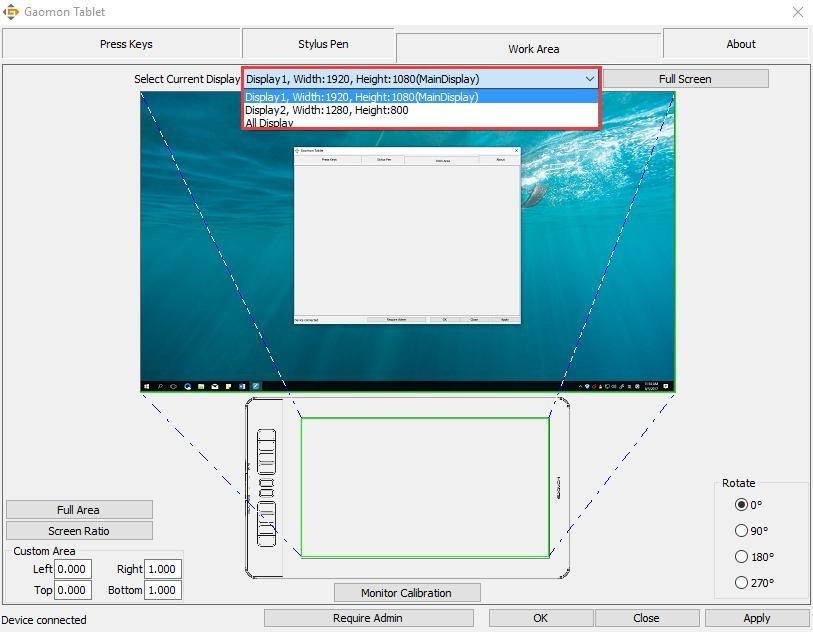 Gaomon Tablet
Press Keys
Stylus Pen
Work Area
About
Select Current Display
Display1, Width:1920, Height:1080(MainDisplay)
Full Screen
Display1, Width:1920, Height:1080(MainDisplay)
Display2, Width:1280, Height:800
All Display
Gaomon Tablet
Press Keys
Stylus Pen
Work Area
About
Device connected
Require Admin
OK
Close
Apply
Full Area
Screen Ratio
Custom Area
Left 0.000 Right 1.000
Top 0.000 Bottom 1.000
Rotate
0°
90°
180°
270°
Monitor Calibration
Device connected
Require Admin
OK
Close
Apply